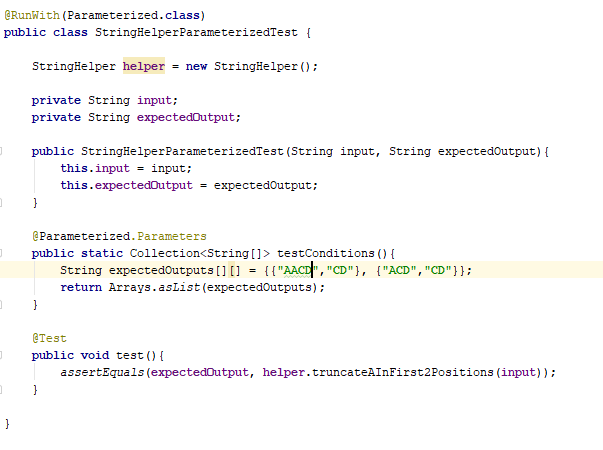 @RunWith(Parameterized.class)
public class StringHelperParameterizedTest {
StringHelper helper = new StringHelper();
private String input;
private String expectedOutput;
public StringHelperParameterizedTest(String input, String expectedOutput){
this.input = input;
this.expectedOutput = expectedOutput;
}
@Parameterized.Parameters
public static Collection<String[]> testConditions(){
String expectedOutputs[][] = {{"AACD","CD"}, {"ACD","CD"}};
return Arrays.asList(expectedOutputs);
}
@Test
public void test(){
assertEquals(expectedOutput, helper.truncateAInFirst2Positions(input));
}
}